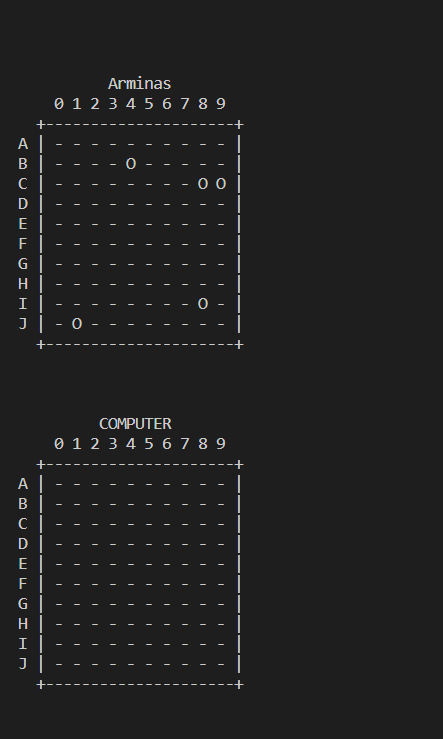 Arminas
0 1 2 3 4 5 6 7 8 9
+---------------------+
A | - - - - - - - - - - |
B | - - - - O - - - - - |
C | - - - - - - - - O O |
D | - - - - - - - - - - |
E | - - - - - - - - - - |
F | - - - - - - - - - - |
G | - - - - - - - - - - |
H | - - - - - - - - - - |
I | - - - - - - - - O - |
J | - O - - - - - - - - |
+---------------------+
COMPUTER
0 1 2 3 4 5 6 7 8 9
+---------------------+
A | - - - - - - - - - - |
B | - - - - - - - - - - |
C | - - - - - - - - - - |
D | - - - - - - - - - - |
E | - - - - - - - - - - |
F | - - - - - - - - - - |
G | - - - - - - - - - - |
H | - - - - - - - - - - |
I | - - - - - - - - - - |
J | - - - - - - - - - - |
+---------------------+